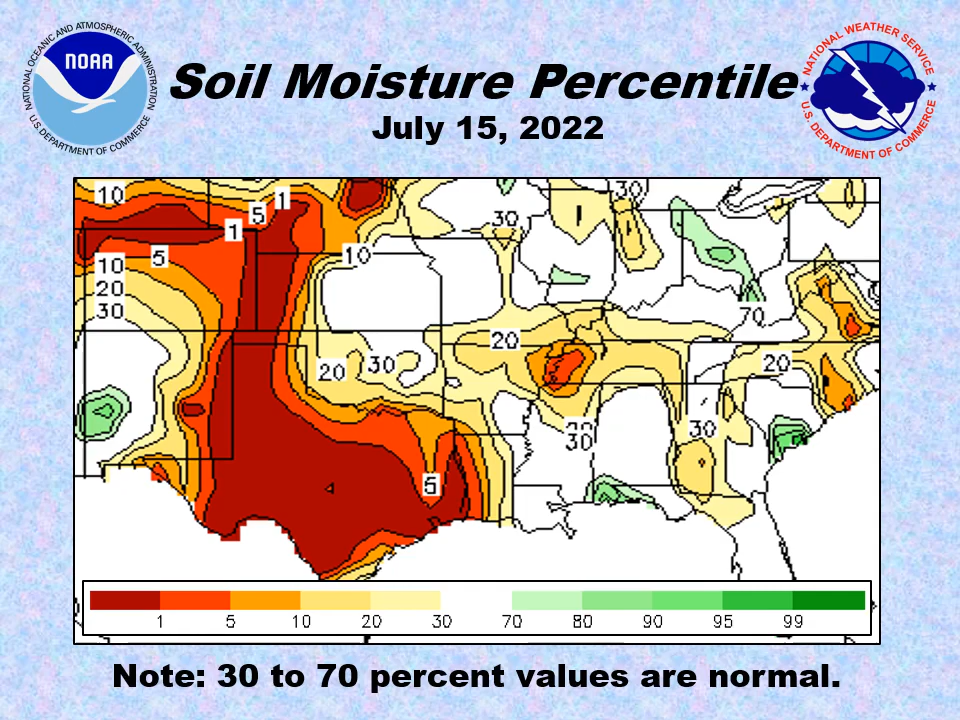 NATIONAL OCEANIC AND ATMOSPHERIC ADMINISTRATION
NOAA
U.S. DEPARTMENT OF COMMERCE
Soil Moisture Percentile
July 15, 2022
NATIONAL WEATHER SERVICE
U.S. DEPARTMENT OF COMMERCE
10
1
30
5
30
1
5
10
10
20
30
70
20
20
30
20
30
30
30
5
1 5 10 20 30 70 80 90 95 99
Note: 30 to 70 percent values are normal.